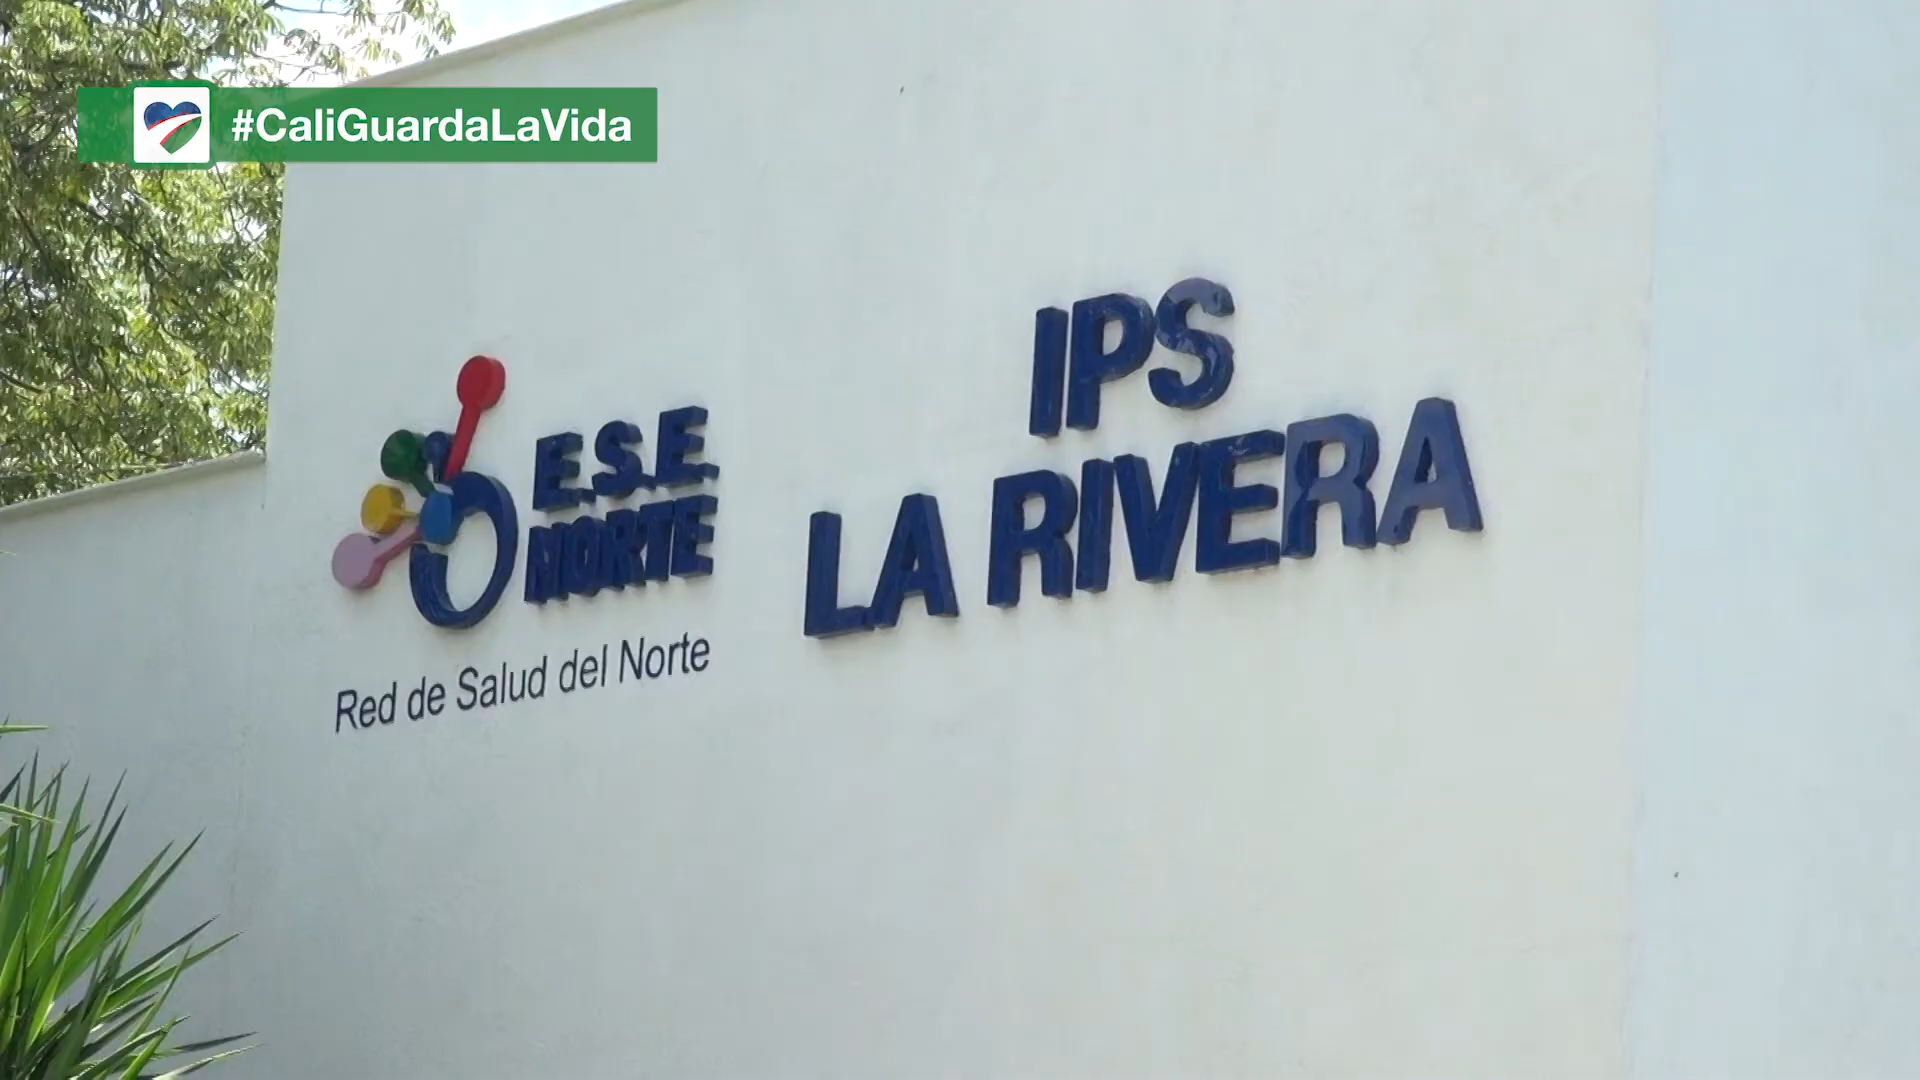 #CaliGuardaLaVida
E.S.E.
NORTE
Red de Salud del Norte
IPS
LA RIVERA